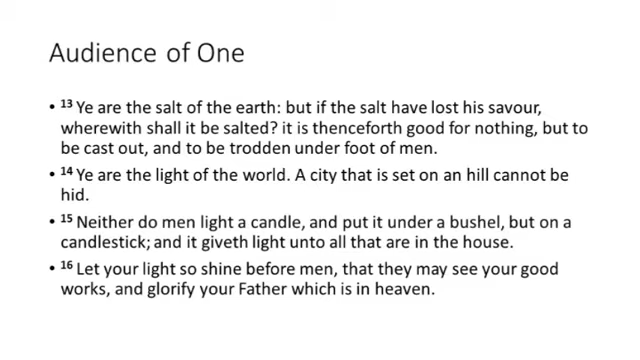 Audience of One
• 13 Ye are the salt of the earth: but if the salt have lost his savour,
wherewith shall it be salted? it is thenceforth good for nothing, but to
be cast out, and to be trodden under foot of men.
• 14 Ye are the light of the world. A city that is set on an hill cannot be
hid.
• 15 Neither do men light a candle, and put it under a bushel, but on a
candlestick; and it giveth light unto all that are in the house.
• 16 Let your light so shine before men, that they may see your good
works, and glorify your Father which is in heaven.